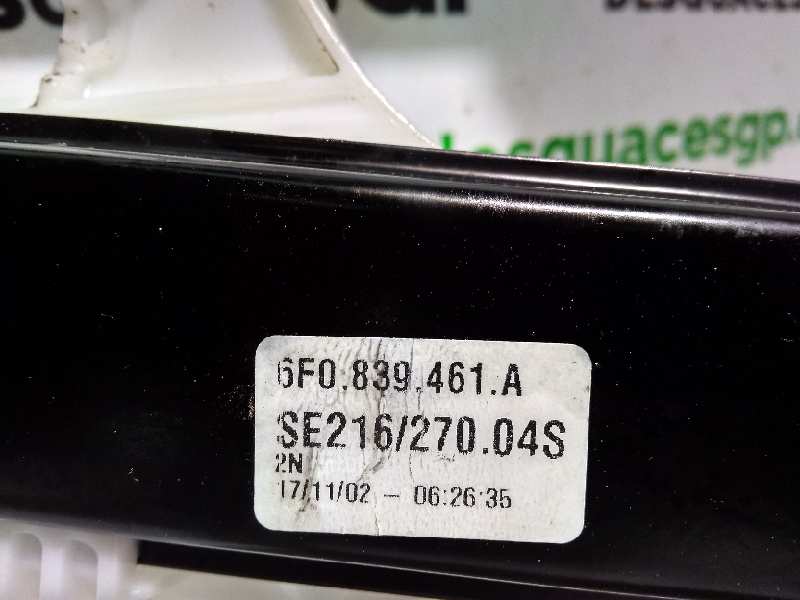 desguacesgp.
6F0.839.461.A
SE216/270.04S
2N
17/11/02 - 06:26:35